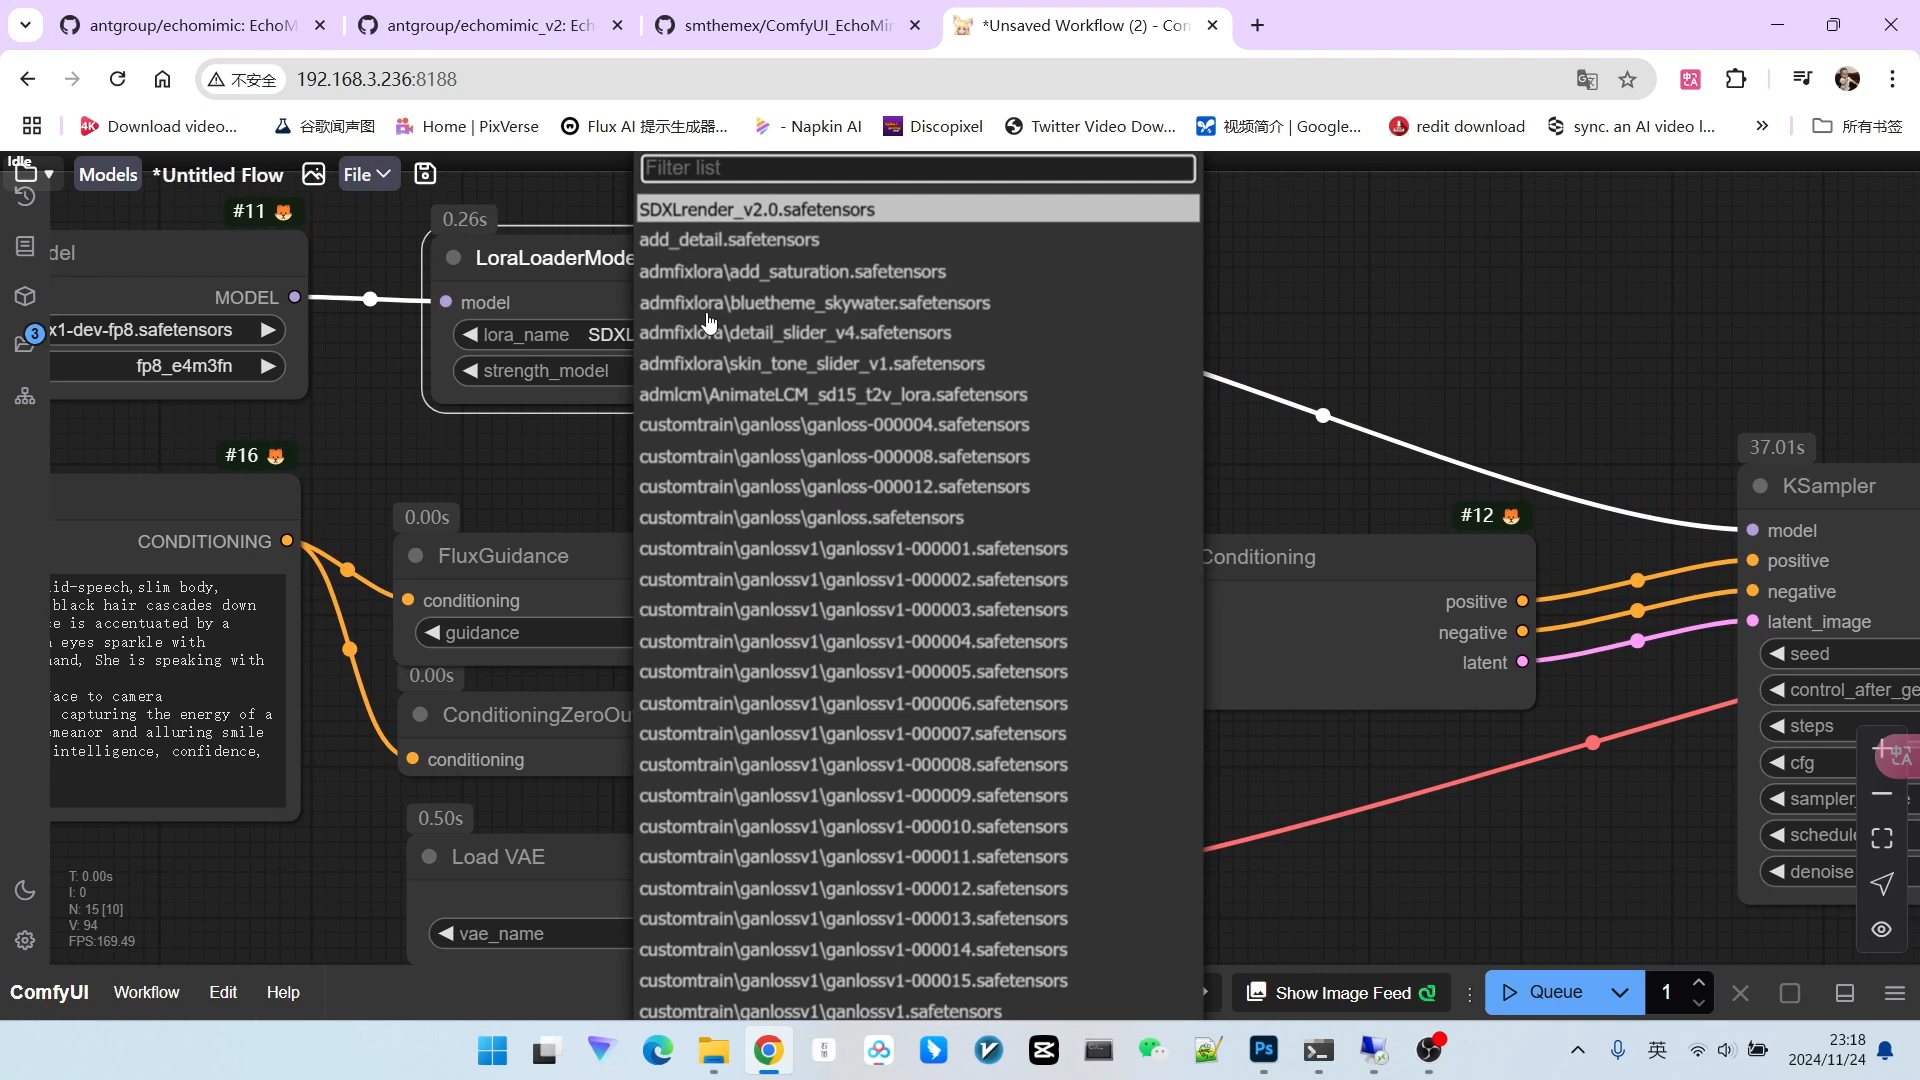 antgroup/echomimic: EchoM
antgroup/echomimic_v2: Ech
smthemex/ComfyUI_EchoMim
*Unsaved Workflow (2) - Com
不安全
192.168.3.236:8188
Download video...
谷歌闻声图
Home | PixVerse
Flux AI 提示生成器...
- Napkin AI
Discopixel
Twitter Video Dow...
视频简介 | Google...
redit download
sync. an AI video l...
所有书签
Idle
Models
*Untitled Flow
File
Filter list
SDXLrender_v2.0.safetensors
add_detail.safetensors
admfixlora\add_saturation.safetensors
admfixlora\bluetheme_skywater.safetensors
admfixlora\detail_slider_v4.safetensors
admfixlora\skin_tone_slider_v1.safetensors
admlcm\AnimateLCM_sd15_t2v_lora.safetensors
customtrain\ganloss\ganloss-000004.safetensors
customtrain\ganloss\ganloss-000008.safetensors
customtrain\ganloss\ganloss-000012.safetensors
customtrain\ganloss\ganloss.safetensors
customtrain\ganlossv1\ganlossv1-000001.safetensors
customtrain\ganlossv1\ganlossv1-000002.safetensors
customtrain\ganlossv1\ganlossv1-000003.safetensors
customtrain\ganlossv1\ganlossv1-000004.safetensors
customtrain\ganlossv1\ganlossv1-000005.safetensors
customtrain\ganlossv1\ganlossv1-000006.safetensors
customtrain\ganlossv1\ganlossv1-000007.safetensors
customtrain\ganlossv1\ganlossv1-000008.safetensors
customtrain\ganlossv1\ganlossv1-000009.safetensors
customtrain\ganlossv1\ganlossv1-000010.safetensors
customtrain\ganlossv1\ganlossv1-000011.safetensors
customtrain\ganlossv1\ganlossv1-000012.safetensors
customtrain\ganlossv1\ganlossv1-000013.safetensors
customtrain\ganlossv1\ganlossv1-000014.safetensors
customtrain\ganlossv1\ganlossv1-000015.safetensors
customtrain\ganlossv1\ganlossv1.safetensors
#11
del
MODEL
x1-dev-fp8.safetensors
fp8_e4m3fn
3
0.26s
LoraLoaderMode
model
lora_name SDXL
strength_model
#16
CONDITIONING
id-speech,slim body,
black hair cascades down
e is accentuated by a
eyes sparkle with
and, She is speaking with
ace to camera
capturing the energy of a
meanor and alluring smile
intelligence, confidence,
0.00s
FluxGuidance
conditioning
guidance
0.00s
ConditioningZeroOu
conditioning
0.50s
Load VAE
vae_name
#12
Conditioning
positive
negative
latent
37.01s
KSampler
model
positive
negative
latent_image
seed
control_after_ge
steps
cfg
sampler
schedule
denoise
T: 0.00s
I: 0
N: 15 [10]
V: 94
FPS:169.49
ComfyUI
Workflow
Edit
Help
Show Image Feed
Queue
1
Ps
英
23:18
2024/11/24